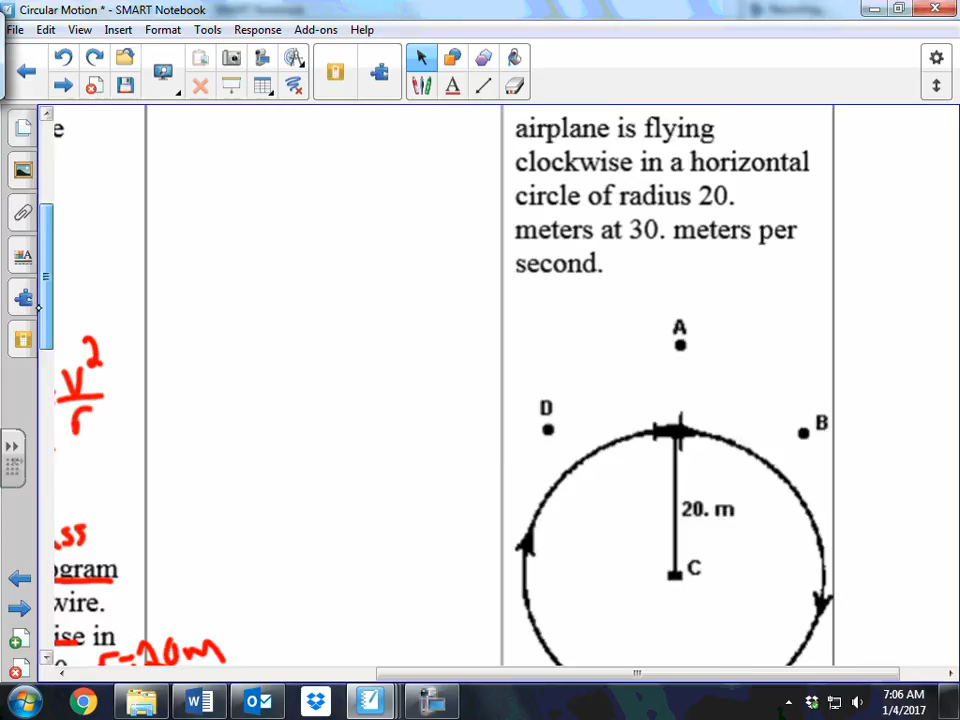 Circular Motion * - SMART Notebook
File Edit View Insert Format Tools Response Add-ons Help
e
airplane is flying
clockwise in a horizontal
circle of radius 20.
meters at 30. meters per
second.
A
D
B
20. m
C
v²
r
ogram
wire.
ise in
r=20m
7:06 AM
1/4/2017